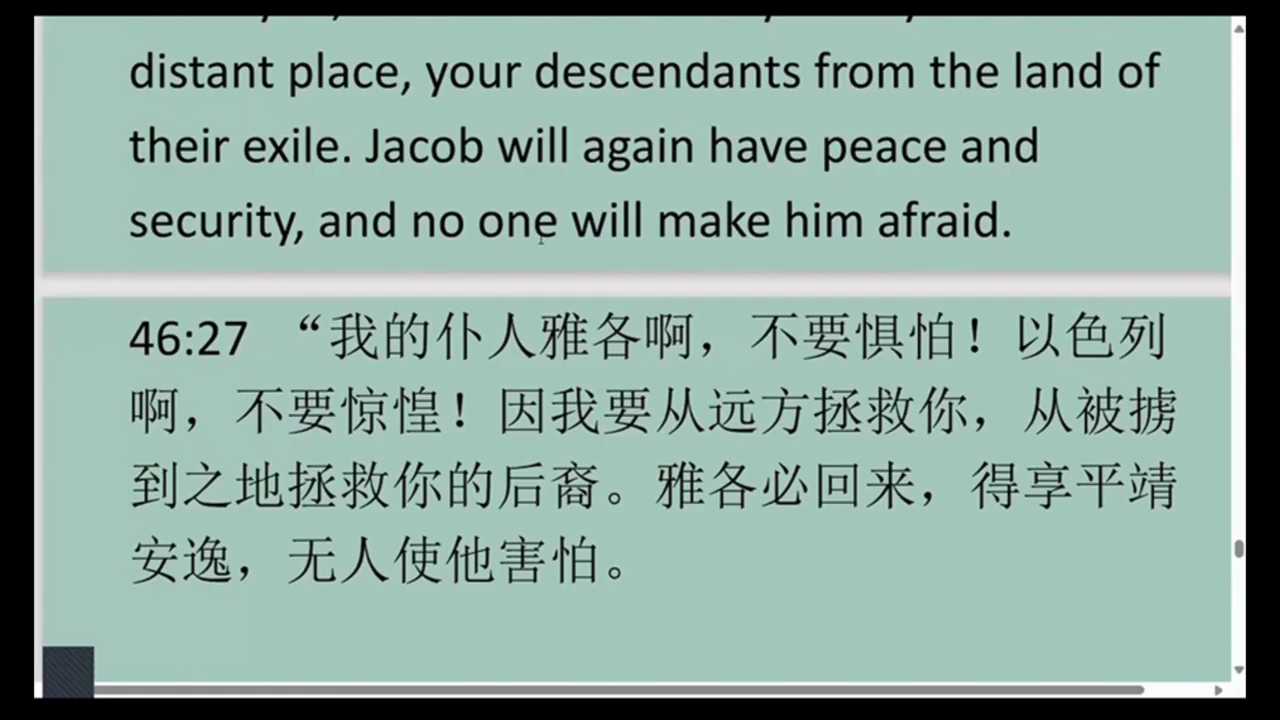 distant place, your descendants from the land of
their exile. Jacob will again have peace and
security, and no one will make him afraid.
46:27 “我的仆人雅各啊，不要惧怕！以色列
啊，不要惊惶！因我要从远方拯救你，从被掳
到之地拯救你的后裔。雅各必回来，得享平靖
安逸，无人使他害怕。